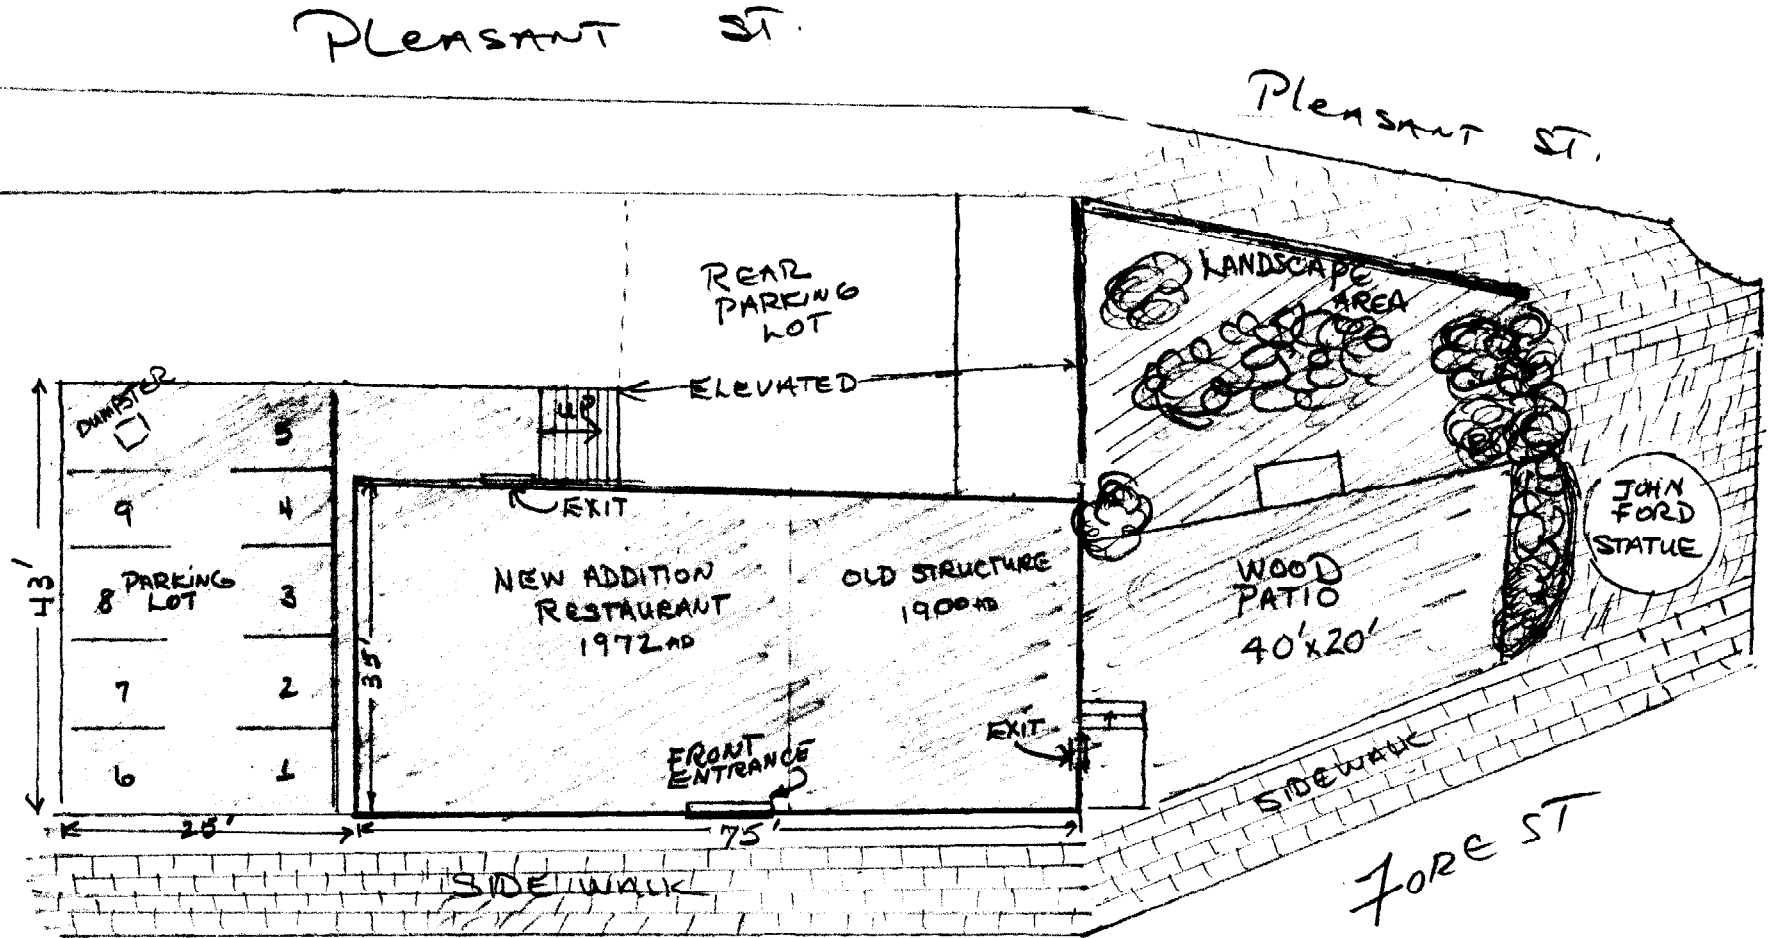 PLEASANT ST.
PLEASANT ST.
REAR
PARKING
LOT
LANDSCAPE
AREA
ELEVATED
UP
DUMPSTER
5
9
4
EXIT
JOHN
FORD
STATUE
43'
8
PARKING
LOT
3
NEW ADDITION
RESTAURANT
1972 AD
OLD STRUCTURE
1900 AD
WOOD
PATIO
40'x20'
35'
7
2
6
1
FRONT
ENTRANCE
EXIT
SIDEWALK
25'
75'
SIDEWALK
FORE ST